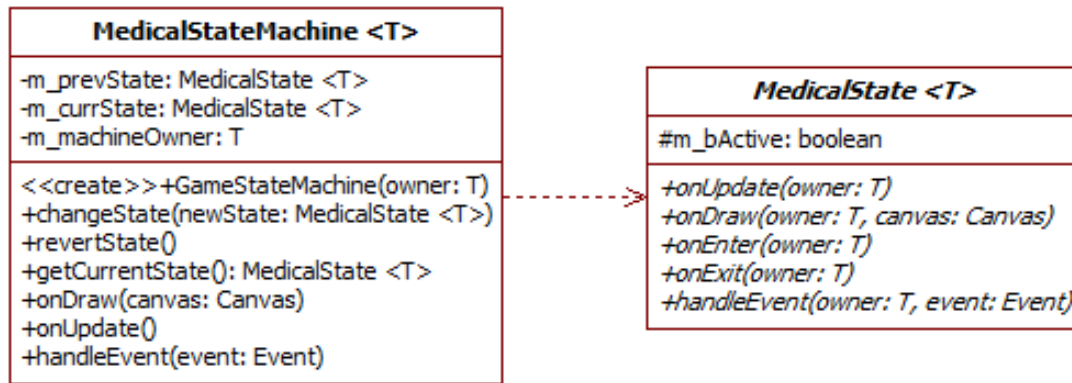 MedicalStateMachine <T>
-m_prevState: MedicalState <T>
-m_currState: MedicalState <T>
-m_machineOwner: T
<<create>>+GameStateMachine(owner: T)
+changeState(newState: MedicalState <T>)
+revertState()
+getCurrentState(): MedicalState <T>
+onDraw(canvas: Canvas)
+onUpdate()
+handleEvent(event: Event)
MedicalState <T>
#m_bActive: boolean
+onUpdate(owner: T)
+onDraw(owner: T, canvas: Canvas)
+onEnter(owner: T)
+onExit(owner: T)
+handleEvent(owner: T, event: Event)